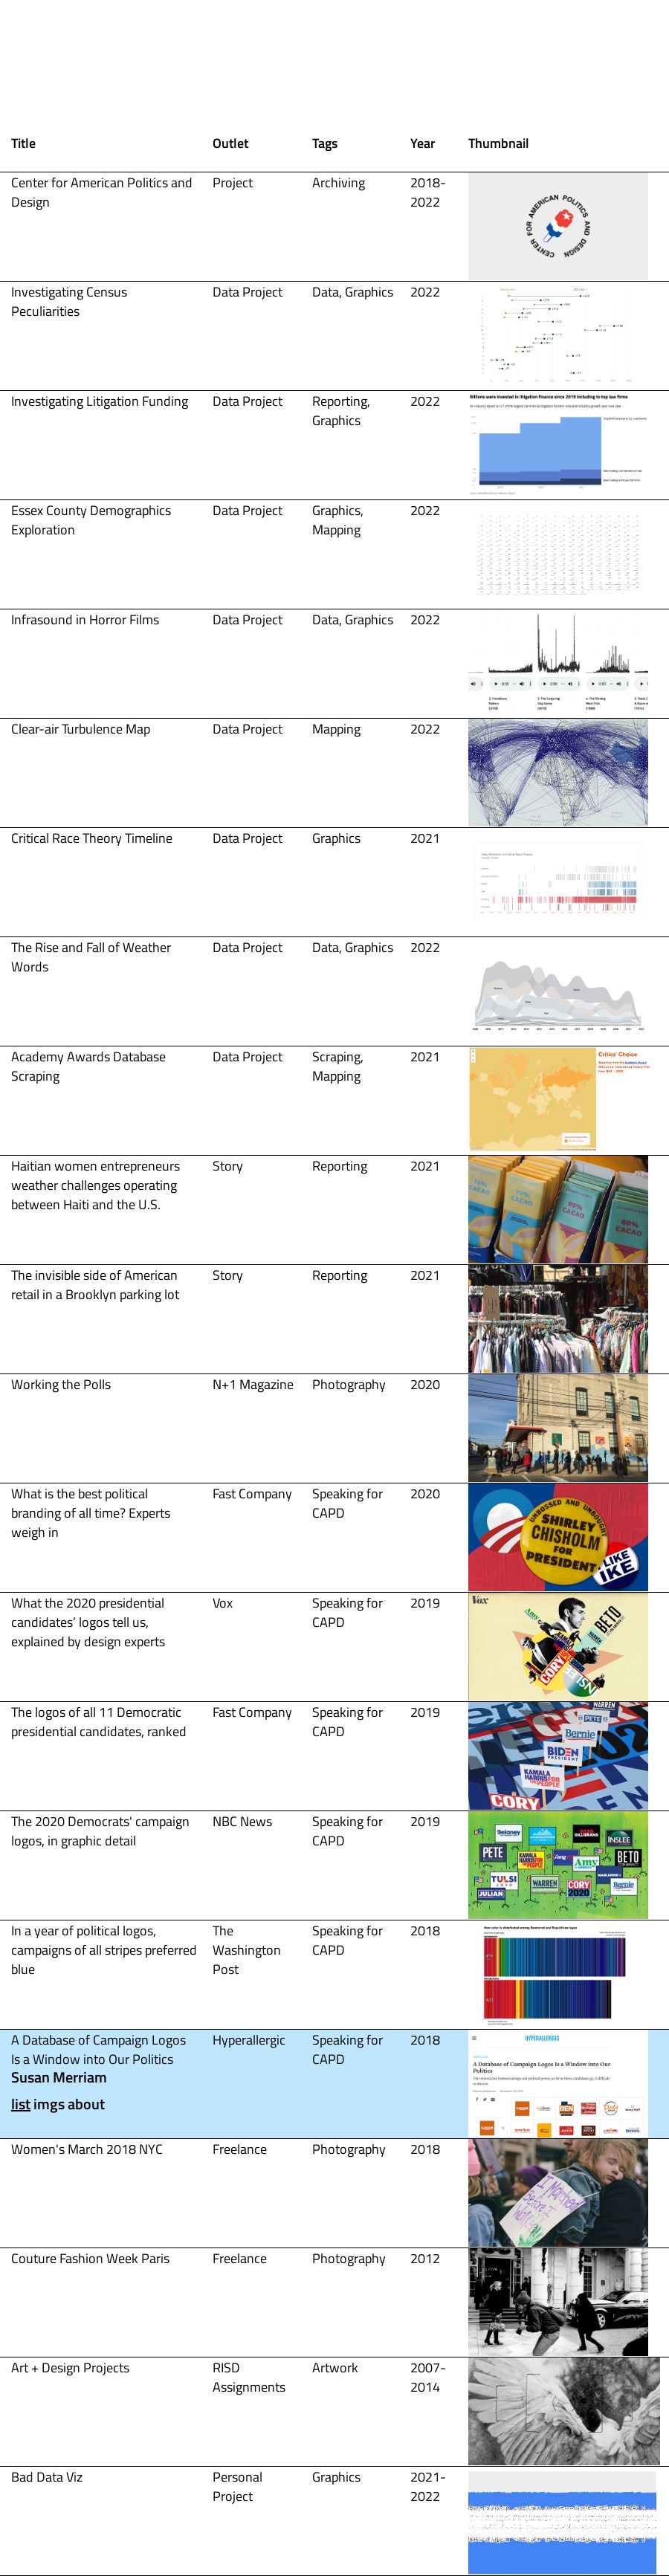 Title Outlet Tags Year Thumbnail
Center for American Politics and Project Archiving 2018-
Design 2022
CENTER FOR AMERICAN POLITICS AND DESIGN
Investigating Census Data Project Data, Graphics 2022
Peculiarities
Investigating Litigation Funding Data Project Reporting, 2022
Graphics
Billions were invested in litigation finance since 2019 including to top law firms
Essex County Demographics Data Project Graphics, 2022
Exploration Mapping
Infrasound in Horror Films Data Project Data, Graphics 2022
Clear-air Turbulence Map Data Project Mapping 2022
Critical Race Theory Timeline Data Project Graphics 2021
The Rise and Fall of Weather Data Project Data, Graphics 2022
Words
Academy Awards Database Data Project Scraping, 2021
Scraping Mapping
Critics' Choice
Haitian women entrepreneurs Story Reporting 2021
weather challenges operating
between Haiti and the U.S.
70% CACAO
60% CACAO
The invisible side of American Story Reporting 2021
retail in a Brooklyn parking lot
Working the Polls N+1 Magazine Photography 2020
What is the best political Fast Company Speaking for 2020
branding of all time? Experts CAPD
weigh in
UNBOSSED AND UNBOUGHT
SHIRLEY
CHISHOLM
FOR
PRESIDENT
I LIKE
IKE
What the 2020 presidential Vox Speaking for 2019
candidates’ logos tell us, CAPD
explained by design experts
Vox
Amy
BETO
KAMALA
CORY
INSLEE
The logos of all 11 Democratic Fast Company Speaking for 2019
presidential candidates, ranked CAPD
WARREN
PETE
Bernie
BIDEN
PRESIDENT
KAMALA
HARRIS FOR
THE PEOPLE
CORY
The 2020 Democrats' campaign NBC News Speaking for 2019
logos, in graphic detail CAPD
Delaney
GILLIBRAND
INSLEE
PETE
KAMALA
Amy
BETO
TULSI
WARREN
CORY
2020
Bernie
JULIAN
In a year of political logos, The Speaking for 2018
campaigns of all stripes preferred Washington CAPD
blue Post
How color is distributed among Democrat and Republican logos
A Database of Campaign Logos Hyperallergic Speaking for 2018
Is a Window into Our Politics CAPD
Susan Merriam
list imgs about
HYPERALLERGIC
A Database of Campaign Logos Is a Window into Our
Politics
Women's March 2018 NYC Freelance Photography 2018
I Marched
Before I
Couture Fashion Week Paris Freelance Photography 2012
Art + Design Projects RISD Artwork 2007-
Assignments 2014
Bad Data Viz Personal Graphics 2021-
Project 2022